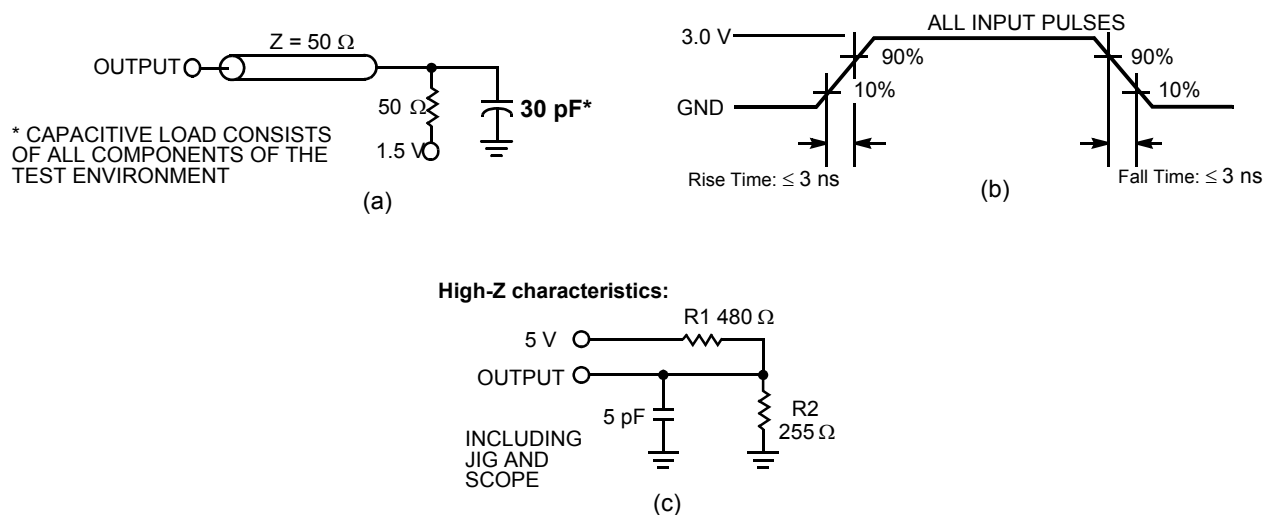 Z = 50 Ω
OUTPUT
50 Ω
30 pF*
1.5 V
* CAPACITIVE LOAD CONSISTS
OF ALL COMPONENTS OF THE
TEST ENVIRONMENT
(a)
ALL INPUT PULSES
3.0 V
90%
90%
10%
10%
GND
Rise Time: ≤ 3 ns
Fall Time: ≤ 3 ns
(b)
High-Z characteristics:
R1 480 Ω
5 V
OUTPUT
5 pF
R2
255 Ω
INCLUDING
JIG AND
SCOPE
(c)